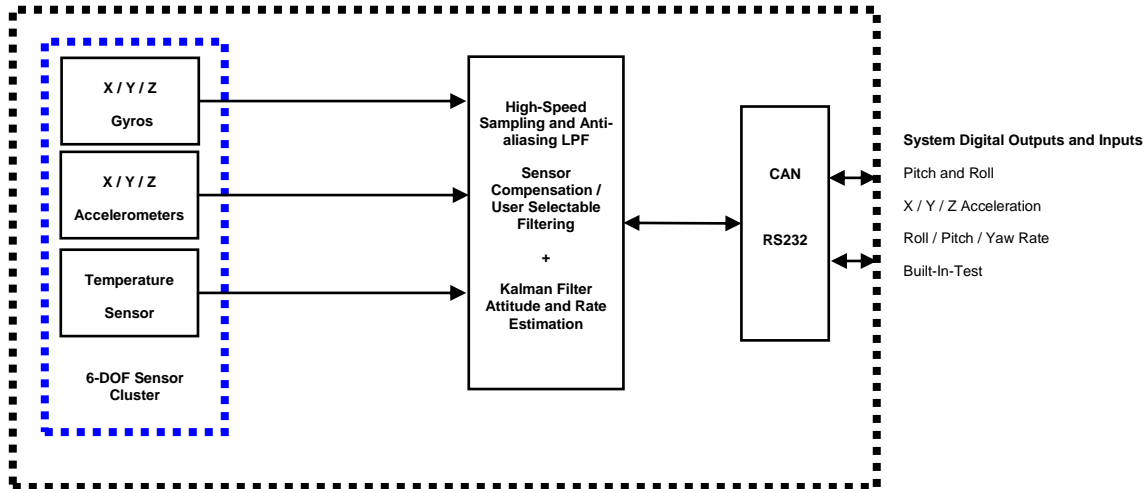 X / Y / Z
Gyros
X / Y / Z
Accelerometers
Temperature
Sensor
6-DOF Sensor
Cluster
High-Speed
Sampling and Anti-
aliasing LPF
Sensor
Compensation /
User Selectable
Filtering
+
Kalman Filter
Attitude and Rate
Estimation
CAN
RS232
System Digital Outputs and Inputs
Pitch and Roll
X / Y / Z Acceleration
Roll / Pitch / Yaw Rate
Built-In-Test